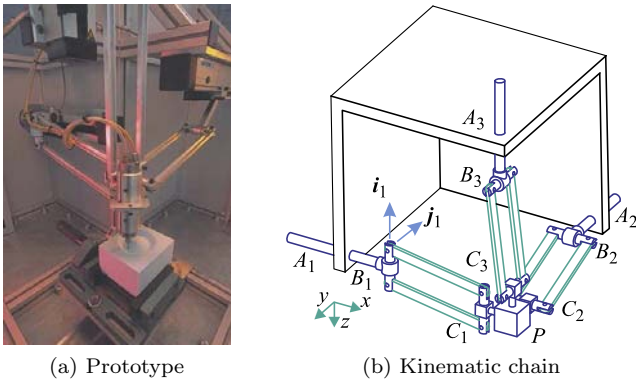 A3
i1
B3
j1
A2
A1
B1
B2
C3
y
x
z
C1
P
C2
(a) Prototype
(b) Kinematic chain